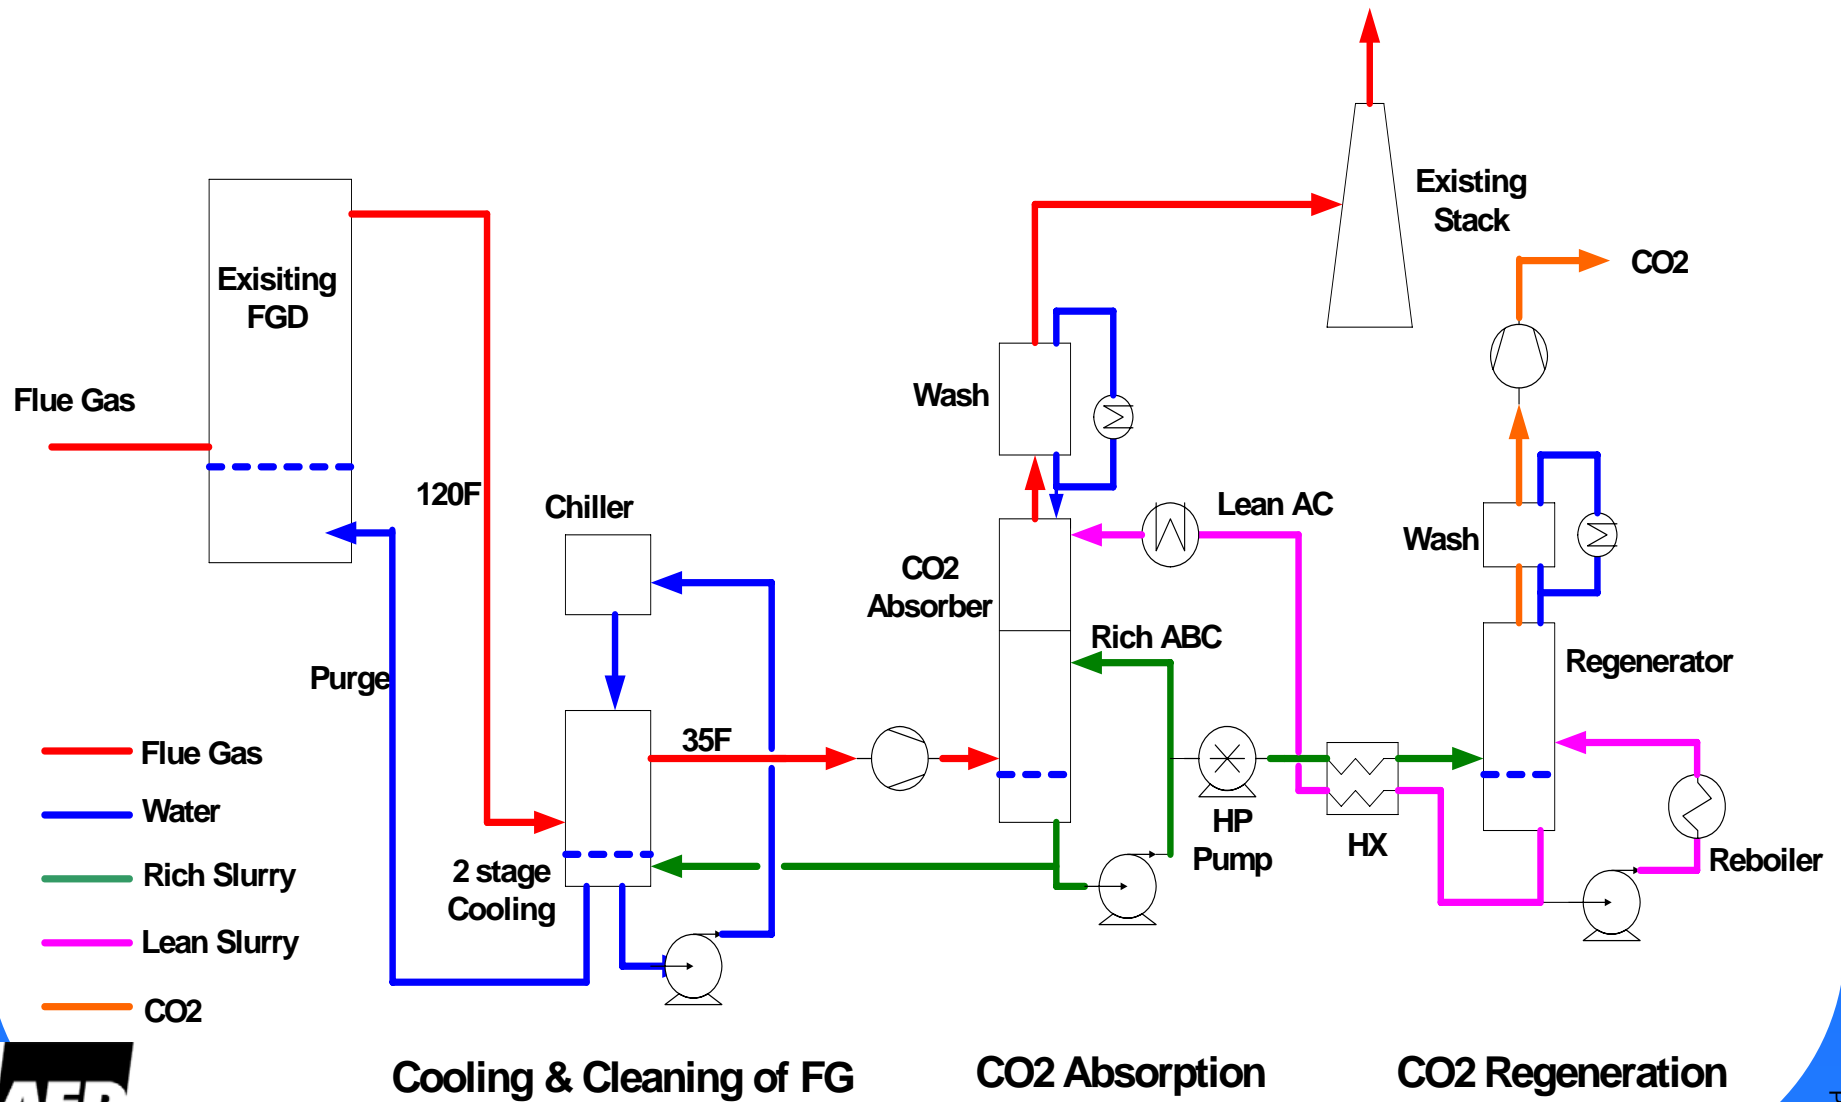 Existing
Stack
CO2
Exisiting
FGD
Flue Gas
Wash
120F
Chiller
Lean AC
Wash
CO2
Absorber
Rich ABC
Regenerator
Purge
35F
Flue Gas
Water
HP
Pump
HX
Reboiler
2 stage
Cooling
Rich Slurry
Lean Slurry
CO2
Cooling & Cleaning of FG
CO2 Absorption
CO2 Regeneration